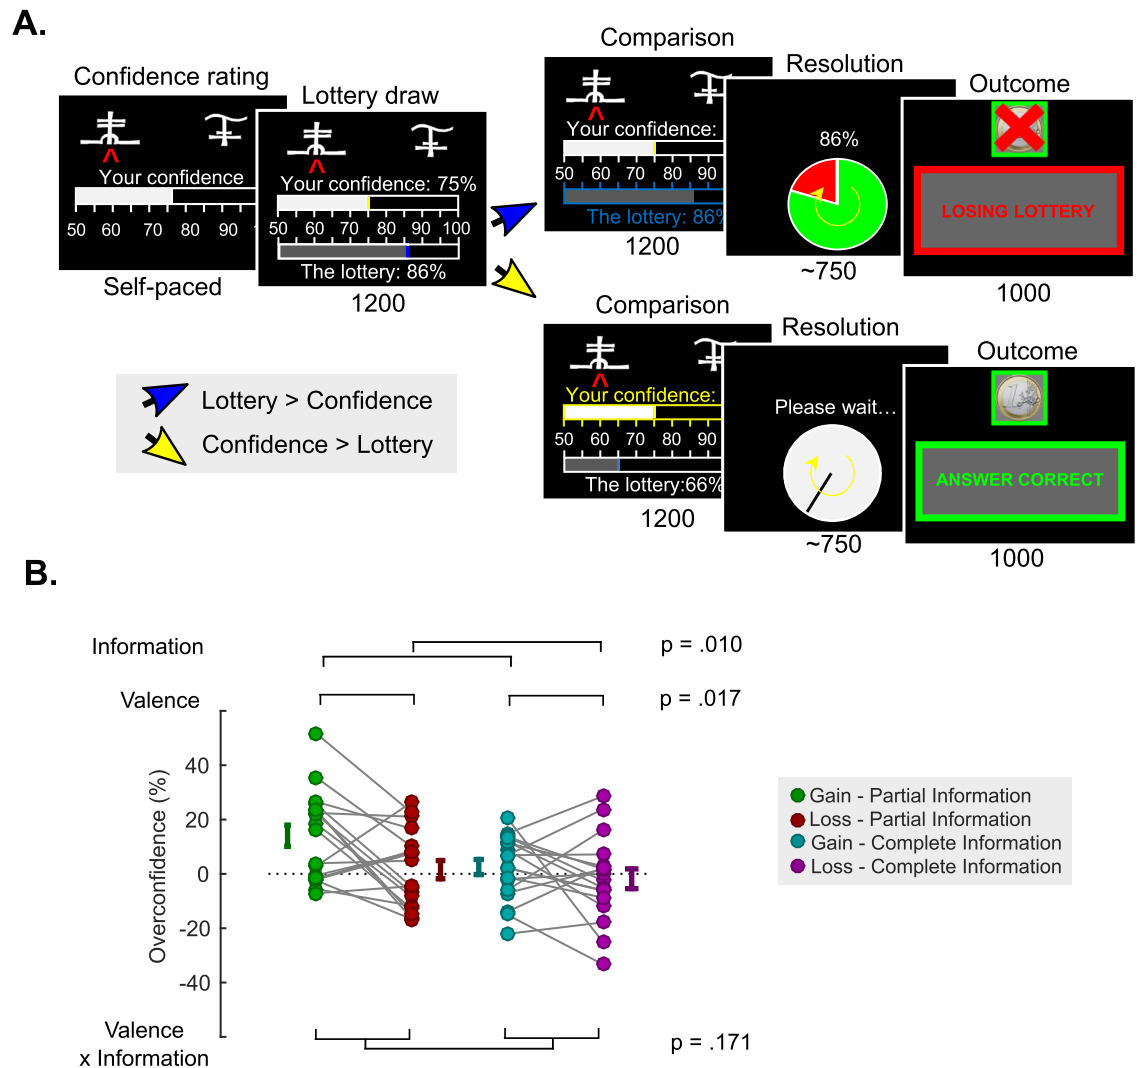 A.
Confidence rating
Your confidence
50 60 70 80 90
Self-paced
Lottery draw
Your confidence: 75%
50 60 70 80 90 100
The lottery: 86%
1200
Comparison
Your confidence:
50 60 70 80 90
The lottery: 86%
1200
Resolution
86%
~750
Outcome
LOSING LOTTERY
1000
Comparison
Your confidence:
50 60 70 80 90
The lottery:66%
1200
Resolution
Please wait...
~750
Outcome
1
ANSWER CORRECT
1000
Lottery > Confidence
Confidence > Lottery
B.
Information
p = .010
Valence
p = .017
Overconfidence (%)
40
20
0
-20
-40
Gain - Partial Information
Loss - Partial Information
Gain - Complete Information
Loss - Complete Information
Valence
x Information
p = .171